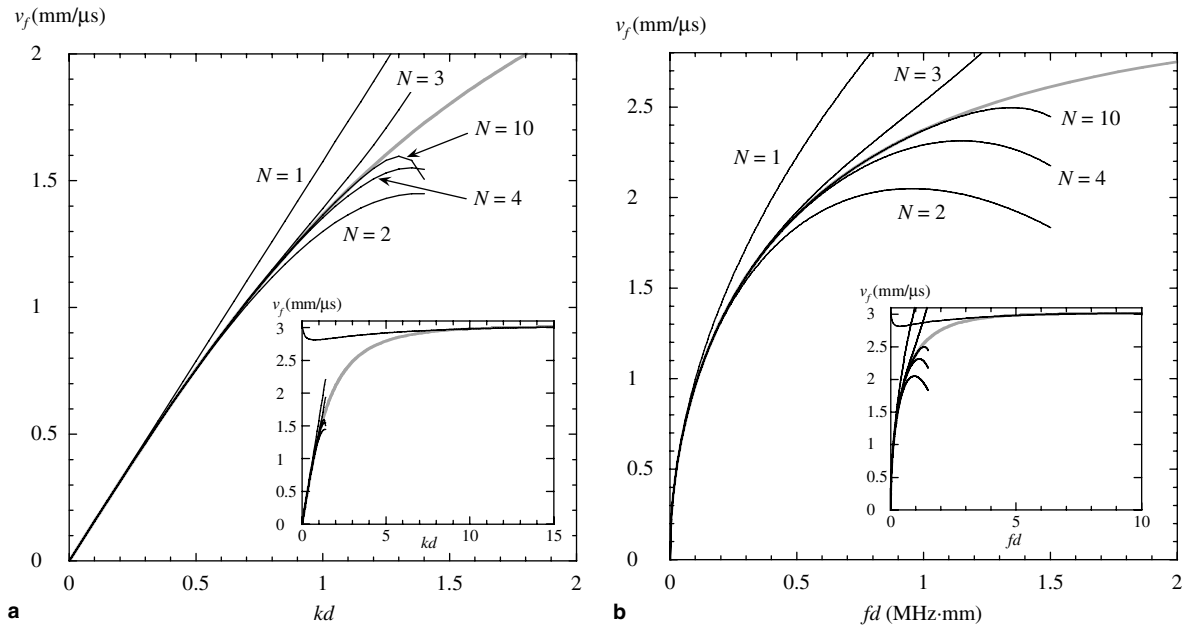 v_f (mm/μs)
2
1.5
1
0.5
0
0
0.5
1
1.5
2
kd
N = 1
N = 3
N = 10
N = 4
N = 2
v_f (mm/μs)
3
2.5
2
1.5
1
0.5
0
0
5
10
15
kd
a
v_f (mm/μs)
2.5
2
1.5
1
0.5
0
0
0.5
1
1.5
2
fd (MHz·mm)
N = 1
N = 3
N = 10
N = 4
N = 2
v_f (mm/μs)
3
2.5
2
1.5
1
0.5
0
0
5
10
fd
b